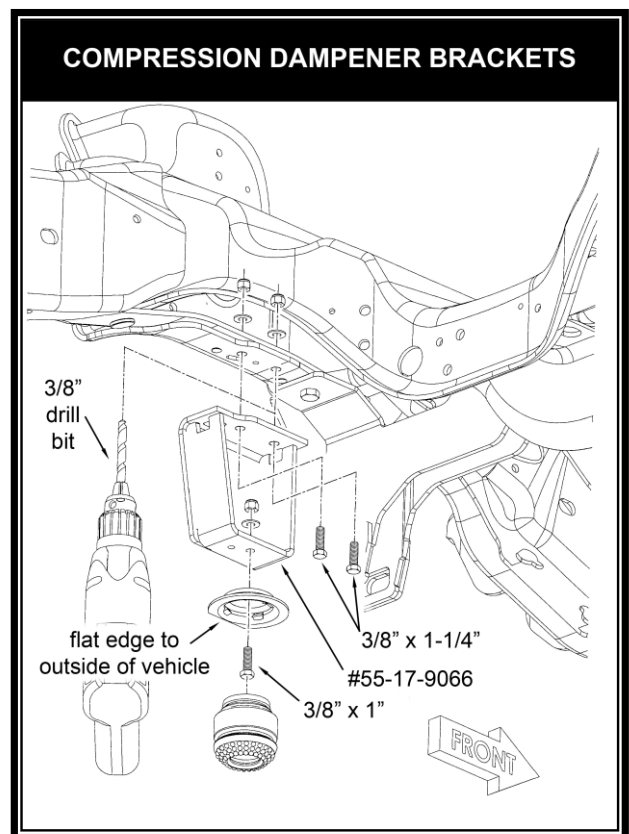 COMPRESSION DAMPENER BRACKETS
3/8”
drill
bit
flat edge to
outside of vehicle
3/8” x 1-1/4”
#55-17-9066
3/8” x 1”
FRONT